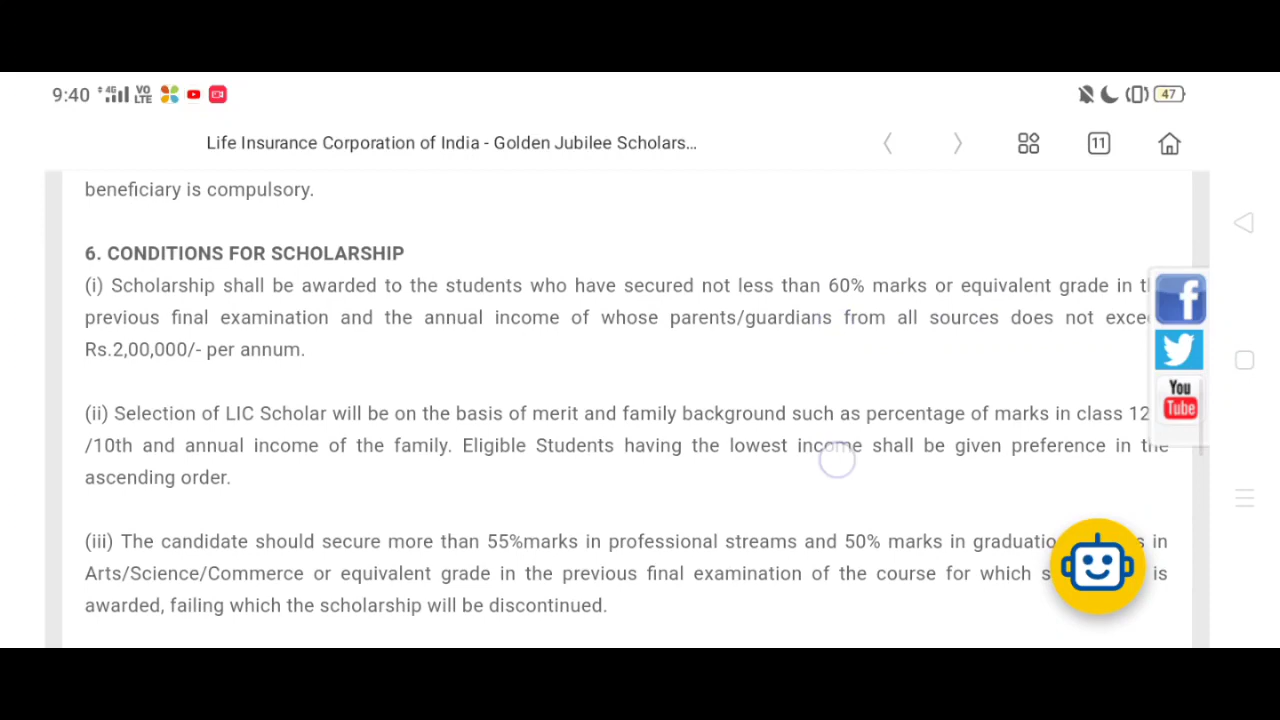 9:40 4G VO LTE 47
Life Insurance Corporation of India - Golden Jubilee Scholars... 11
beneficiary is compulsory.
6. CONDITIONS FOR SCHOLARSHIP
(i) Scholarship shall be awarded to the students who have secured not less than 60% marks or equivalent grade in
previous final examination and the annual income of whose parents/guardians from all sources does not excee
Rs.2,00,000/- per annum.
(ii) Selection of LIC Scholar will be on the basis of merit and family background such as percentage of marks in class 12
/10th and annual income of the family. Eligible Students having the lowest income shall be given preference in the
ascending order.
(iii) The candidate should secure more than 55%marks in professional streams and 50% marks in graduatio s in
Arts/Science/Commerce or equivalent grade in the previous final examination of the course for which s is
awarded, failing which the scholarship will be discontinued.
f
You
Tube